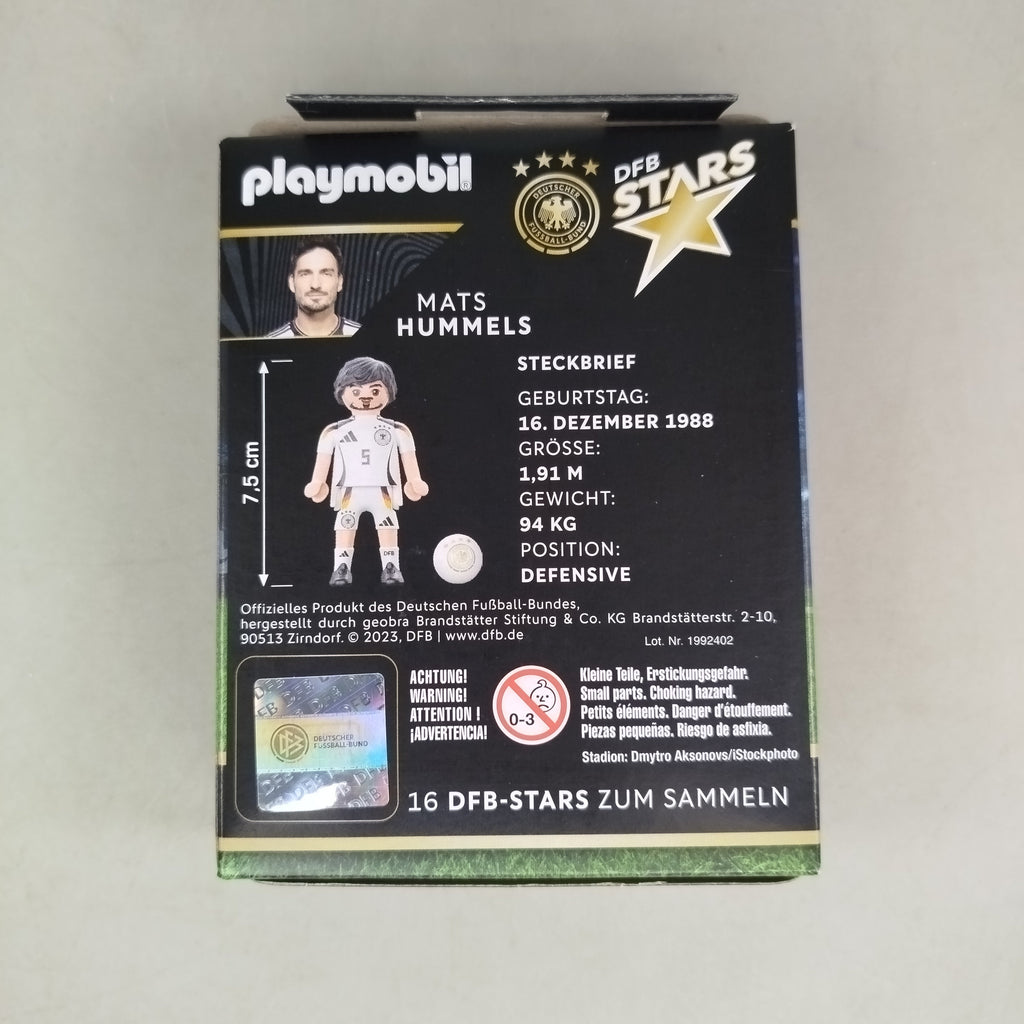 playmobil®
DEUTSCHER
FUSSBALL-BUND
DFB
STARS
MATS
HUMMELS
STECKBRIEF
GEBURTSTAG:
16. DEZEMBER 1988
GRÖSSE:
1,91 M
GEWICHT:
94 KG
POSITION:
DEFENSIVE
7,5 cm
5
DFB
Offizielles Produkt des Deutschen Fußball-Bundes,
hergestellt durch geobra Brandstätter Stiftung & Co. KG Brandstätterstr. 2-10,
90513 Zirndorf. © 2023, DFB | www.dfb.de
Lot. Nr. 1992402
DFB
DEUTSCHER
FUSSBALL-BUND
ACHTUNG!
WARNING!
ATTENTION !
¡ADVERTENCIA!
0-3
Kleine Teile, Erstickungsgefahr.
Small parts. Choking hazard.
Petits éléments. Danger d'étouffement.
Piezas pequeñas. Riesgo de asfixia.
Stadion: Dmytro Aksonovs/iStockphoto
16 DFB-STARS ZUM SAMMELN